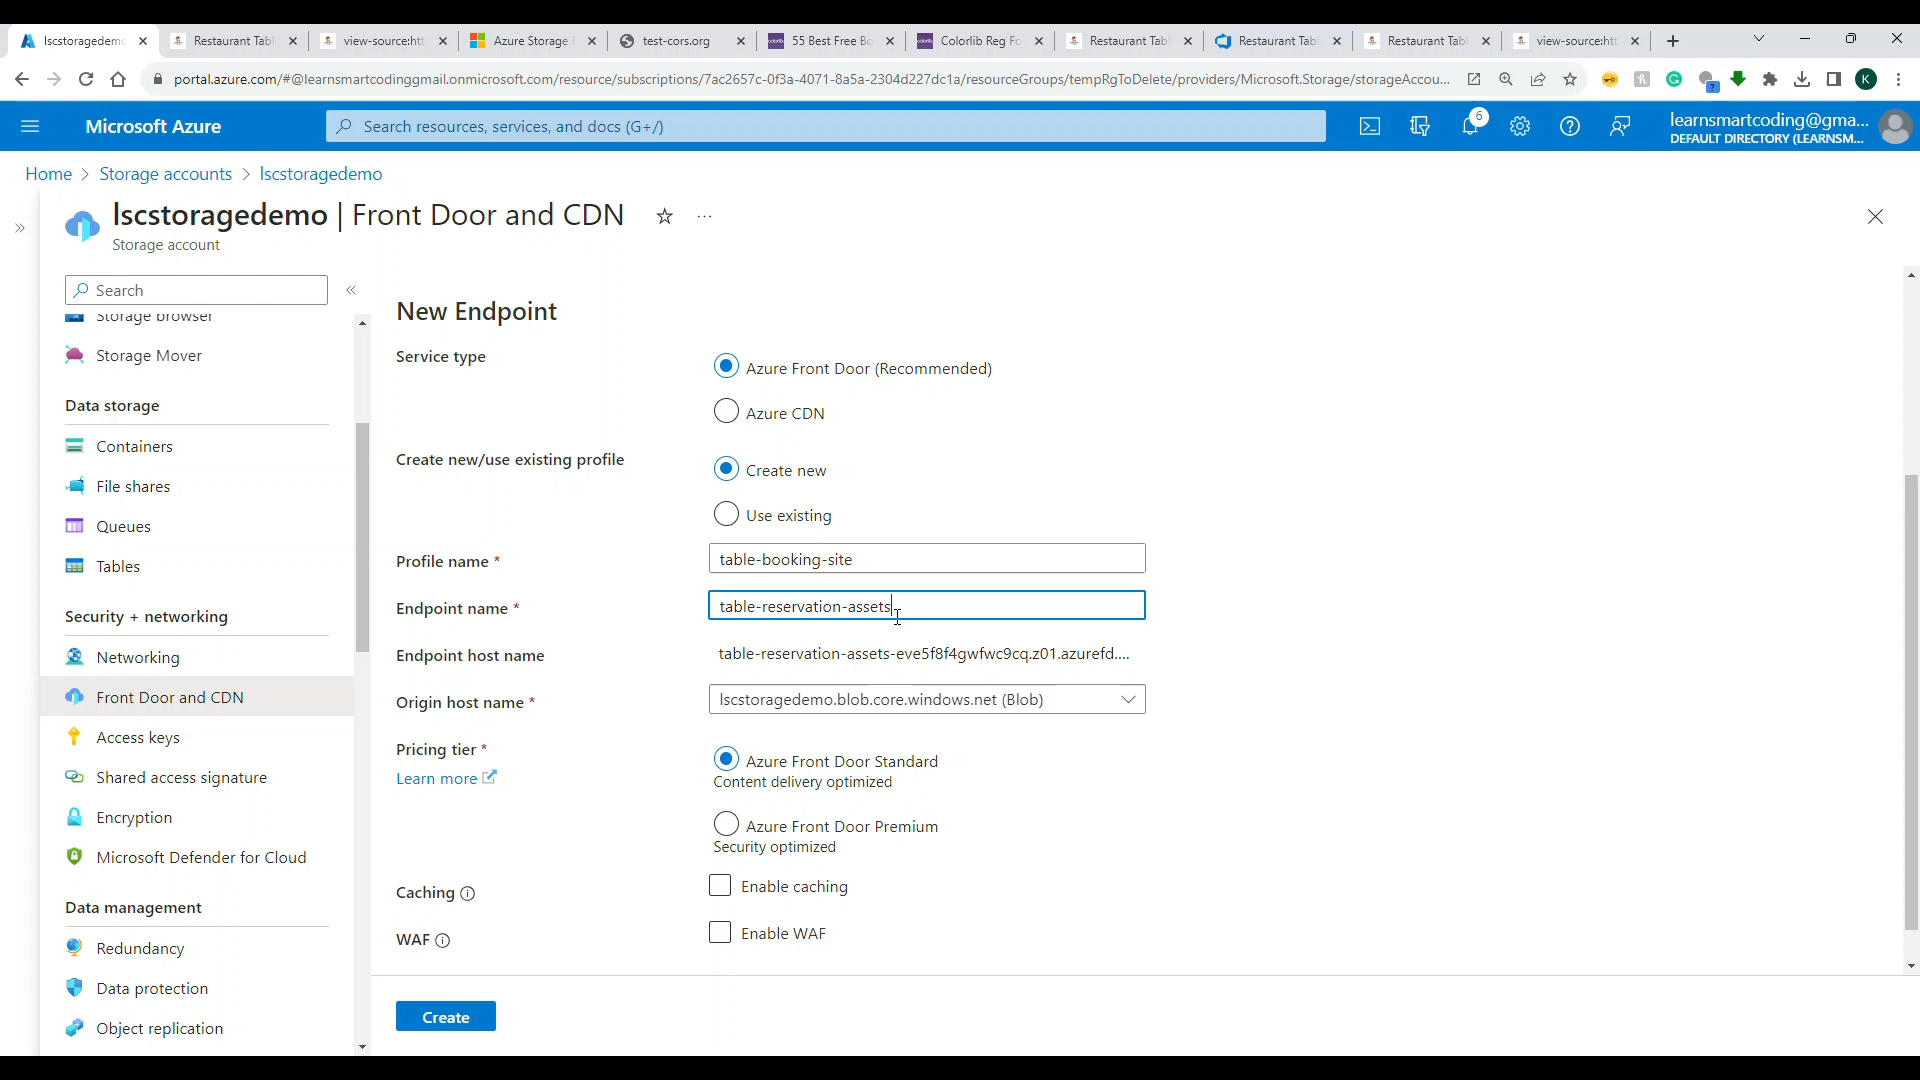 lscstoragedemo
Restaurant Tabl
view-source:htt
Azure Storage
test-cors.org
55 Best Free Bo
Colorlib Reg Fo
Restaurant Tabl
Restaurant Tabl
Restaurant Tabl
view-source:htt
portal.azure.com/#@learnsmartcodinggmail.onmicrosoft.com/resource/subscriptions/7ac2657c-0f3a-4071-8a5a-2304d227dc1a/resourceGroups/tempRgToDelete/providers/Microsoft.Storage/storageAccou...
K
Microsoft Azure
Search resources, services, and docs (G+/)
6
learnsmartcoding@gma...
DEFAULT DIRECTORY (LEARNSM...
Home > Storage accounts > lscstoragedemo
lscstoragedemo | Front Door and CDN
Storage account
Search
Storage browser
Storage Mover
Data storage
Containers
File shares
Queues
Tables
Security + networking
Networking
Front Door and CDN
Access keys
Shared access signature
Encryption
Microsoft Defender for Cloud
Data management
Redundancy
Data protection
Object replication
New Endpoint
Service type
Azure Front Door (Recommended)
Azure CDN
Create new/use existing profile
Create new
Use existing
Profile name *
table-booking-site
Endpoint name *
table-reservation-assets
Endpoint host name
table-reservation-assets-eve5f8f4gwfwc9cq.z01.azurefd....
Origin host name *
lscstoragedemo.blob.core.windows.net (Blob)
Pricing tier *
Learn more
Azure Front Door Standard
Content delivery optimized
Azure Front Door Premium
Security optimized
Caching
Enable caching
WAF
Enable WAF
Create